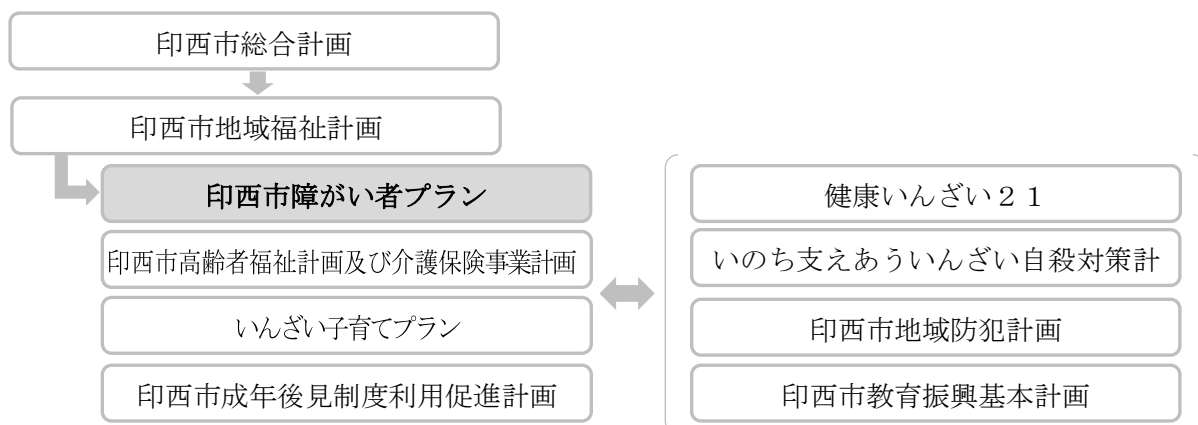 印西市総合計画
印西市地域福祉計画
印西市障がい者プラン
印西市高齢者福祉計画及び介護保険事業計画
いんざい子育てプラン
印西市成年後見制度利用促進計画
健康いんざい２１
いのち支えあういんざい自殺対策計
印西市地域防犯計画
印西市教育振興基本計画